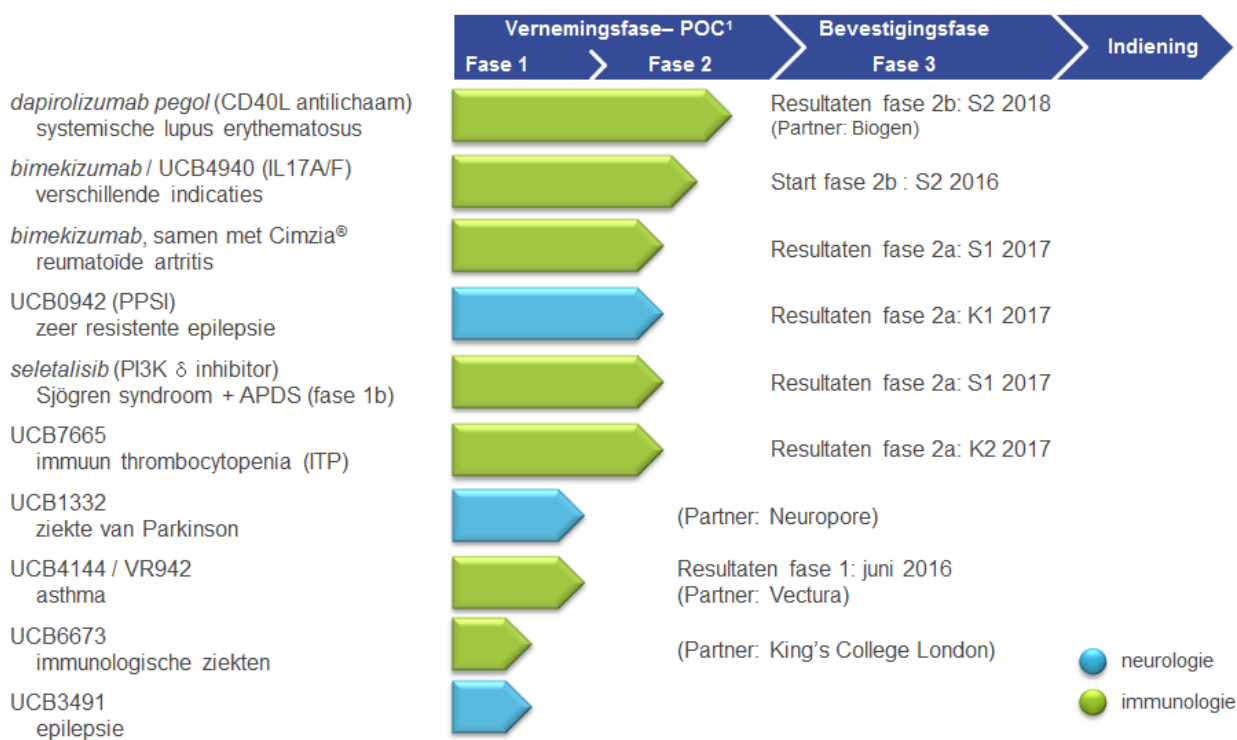 Vernemingsfase– POC¹
Bevestigingsfase
Indiening
Fase 1
Fase 2
Fase 3
dapirolizumab pegol (CD40L antilichaam)
systemische lupus erythematosus
Resultaten fase 2b: S2 2018
(Partner: Biogen)
bimekizumab / UCB4940 (IL17A/F)
verschillende indicaties
Start fase 2b : S2 2016
bimekizumab, samen met Cimzia®
reumatoïde artritis
Resultaten fase 2a: S1 2017
UCB0942 (PPSI)
zeer resistente epilepsie
Resultaten fase 2a: K1 2017
seletalisib (PI3K δ inhibitor)
Sjögren syndroom + APDS (fase 1b)
Resultaten fase 2a: S1 2017
UCB7665
immuun thrombocytopenia (ITP)
Resultaten fase 2a: K2 2017
UCB1332
ziekte van Parkinson
(Partner: Neuropore)
UCB4144 / VR942
asthma
Resultaten fase 1: juni 2016
(Partner: Vectura)
UCB6673
immunologische ziekten
(Partner: King's College London)
UCB3491
epilepsie
neurologie
immunologie